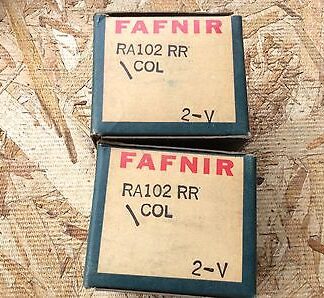 FAFNIR
RA102 RR
\COL
2-V
FAFNIR
RA102 RR
\COL
2-V